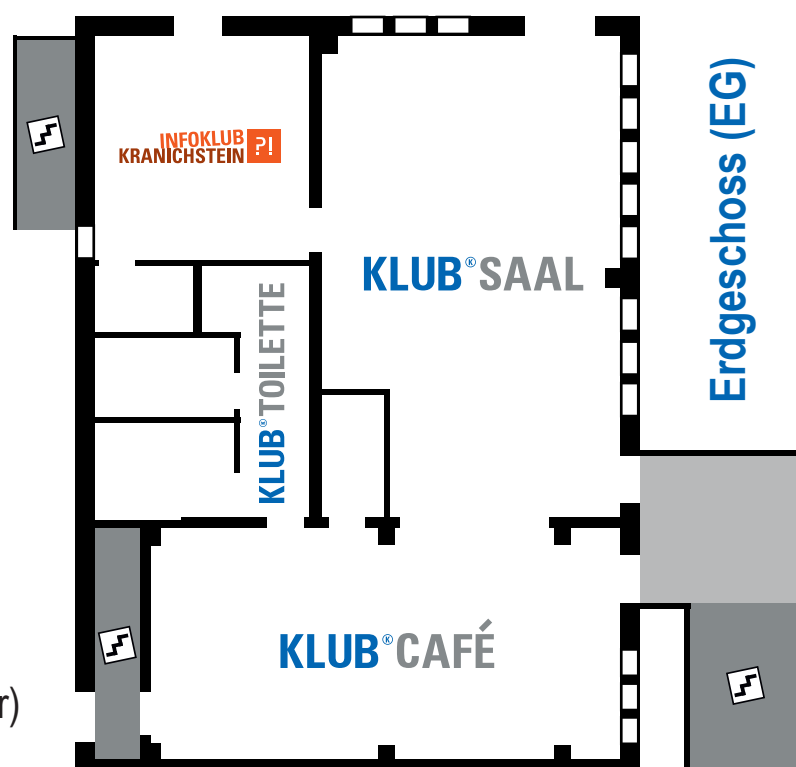 INFOKLUB
KRANICHSTEIN ?!
KLUB®SAAL
Erdgeschoss (EG)
KLUB®TOILETTE
KLUB®CAFÉ
r)